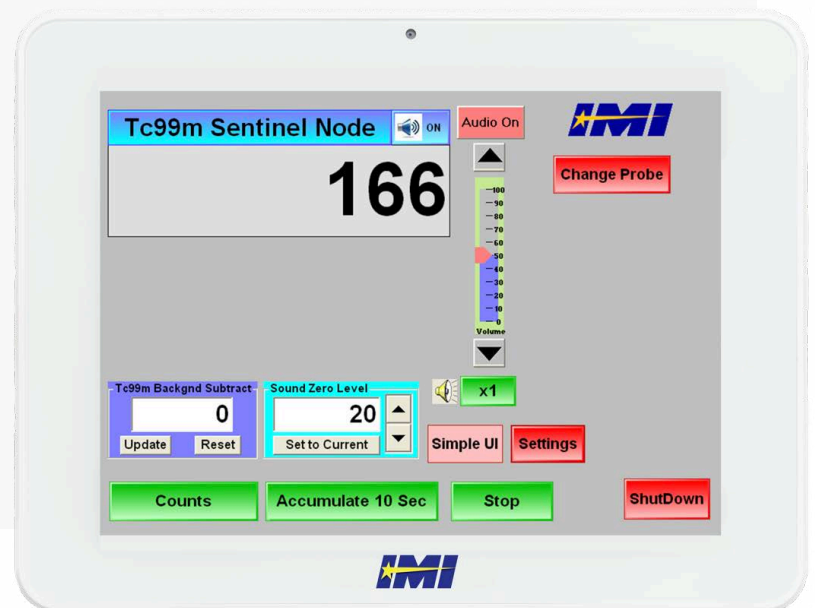 Tc99m Sentinel Node ON
Audio On
IMI
166
Change Probe
100
90
80
70
60
50
40
30
20
10
0
Volume
Tc99m Backgnd Subtract
0
Update Reset
Sound Zero Level
20
Set to Current
x1
Simple UI
Settings
Counts
Accumulate 10 Sec
Stop
ShutDown
IMI